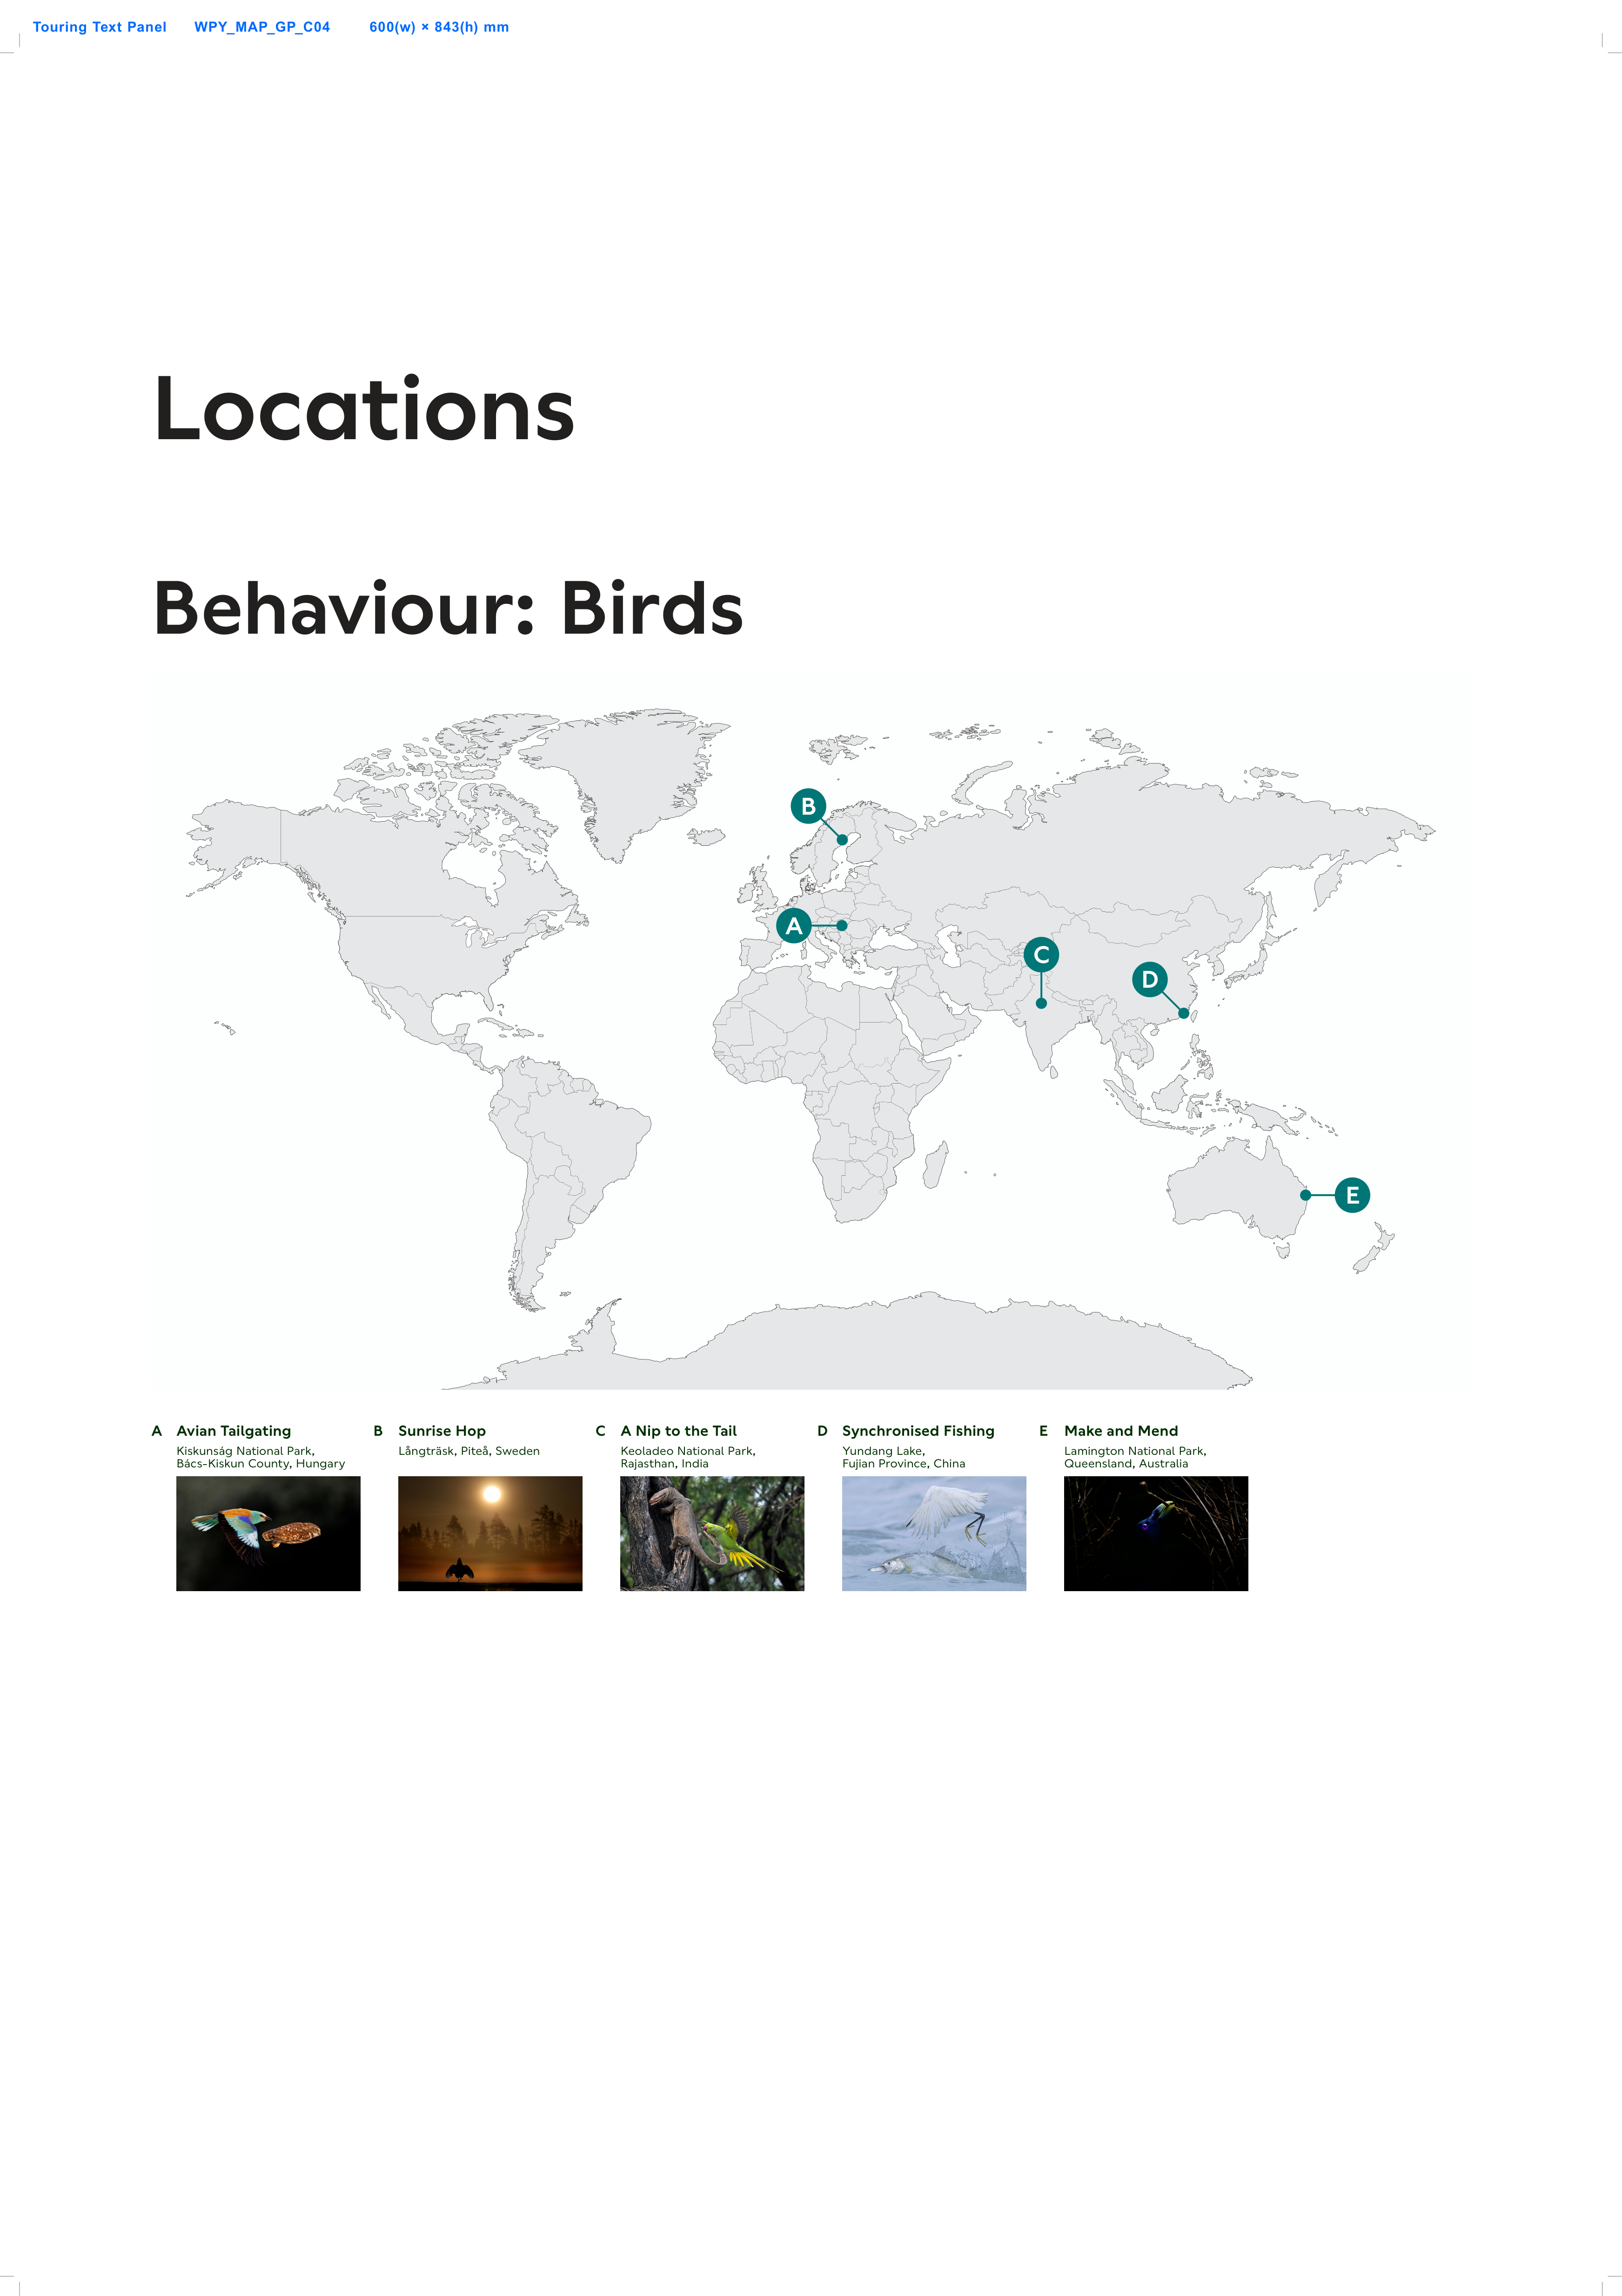 Touring Text Panel WPY_MAP_GP_C04 600(w) × 843(h) mm
Locations
Behaviour: Birds
B
A
C
D
E
A Avian Tailgating
Kiskunság National Park,
Bács-Kiskun County, Hungary
B Sunrise Hop
Långträsk, Piteå, Sweden
C A Nip to the Tail
Keoladeo National Park,
Rajasthan, India
D Synchronised Fishing
Yundang Lake,
Fujian Province, China
E Make and Mend
Lamington National Park,
Queensland, Australia